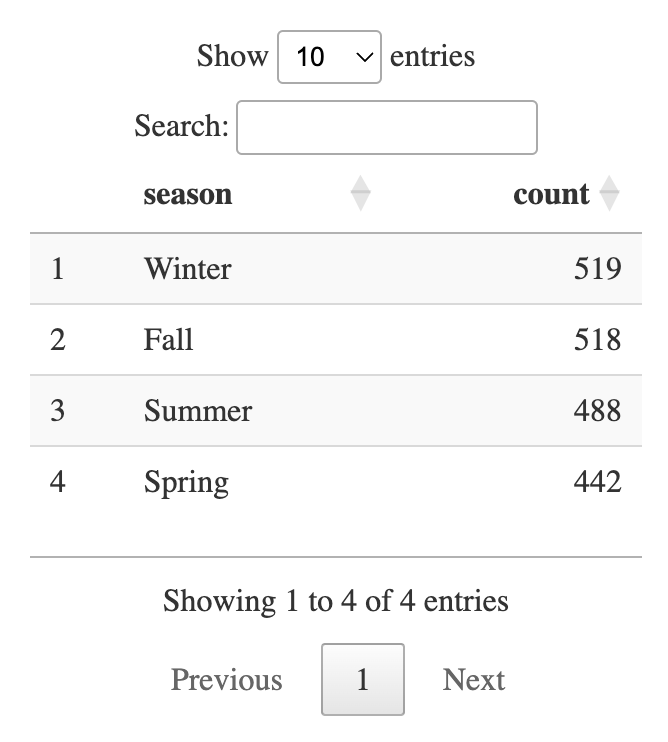 Show 10 entries
Search:
season count
1 Winter 519
2 Fall 518
3 Summer 488
4 Spring 442
Showing 1 to 4 of 4 entries
Previous 1 Next